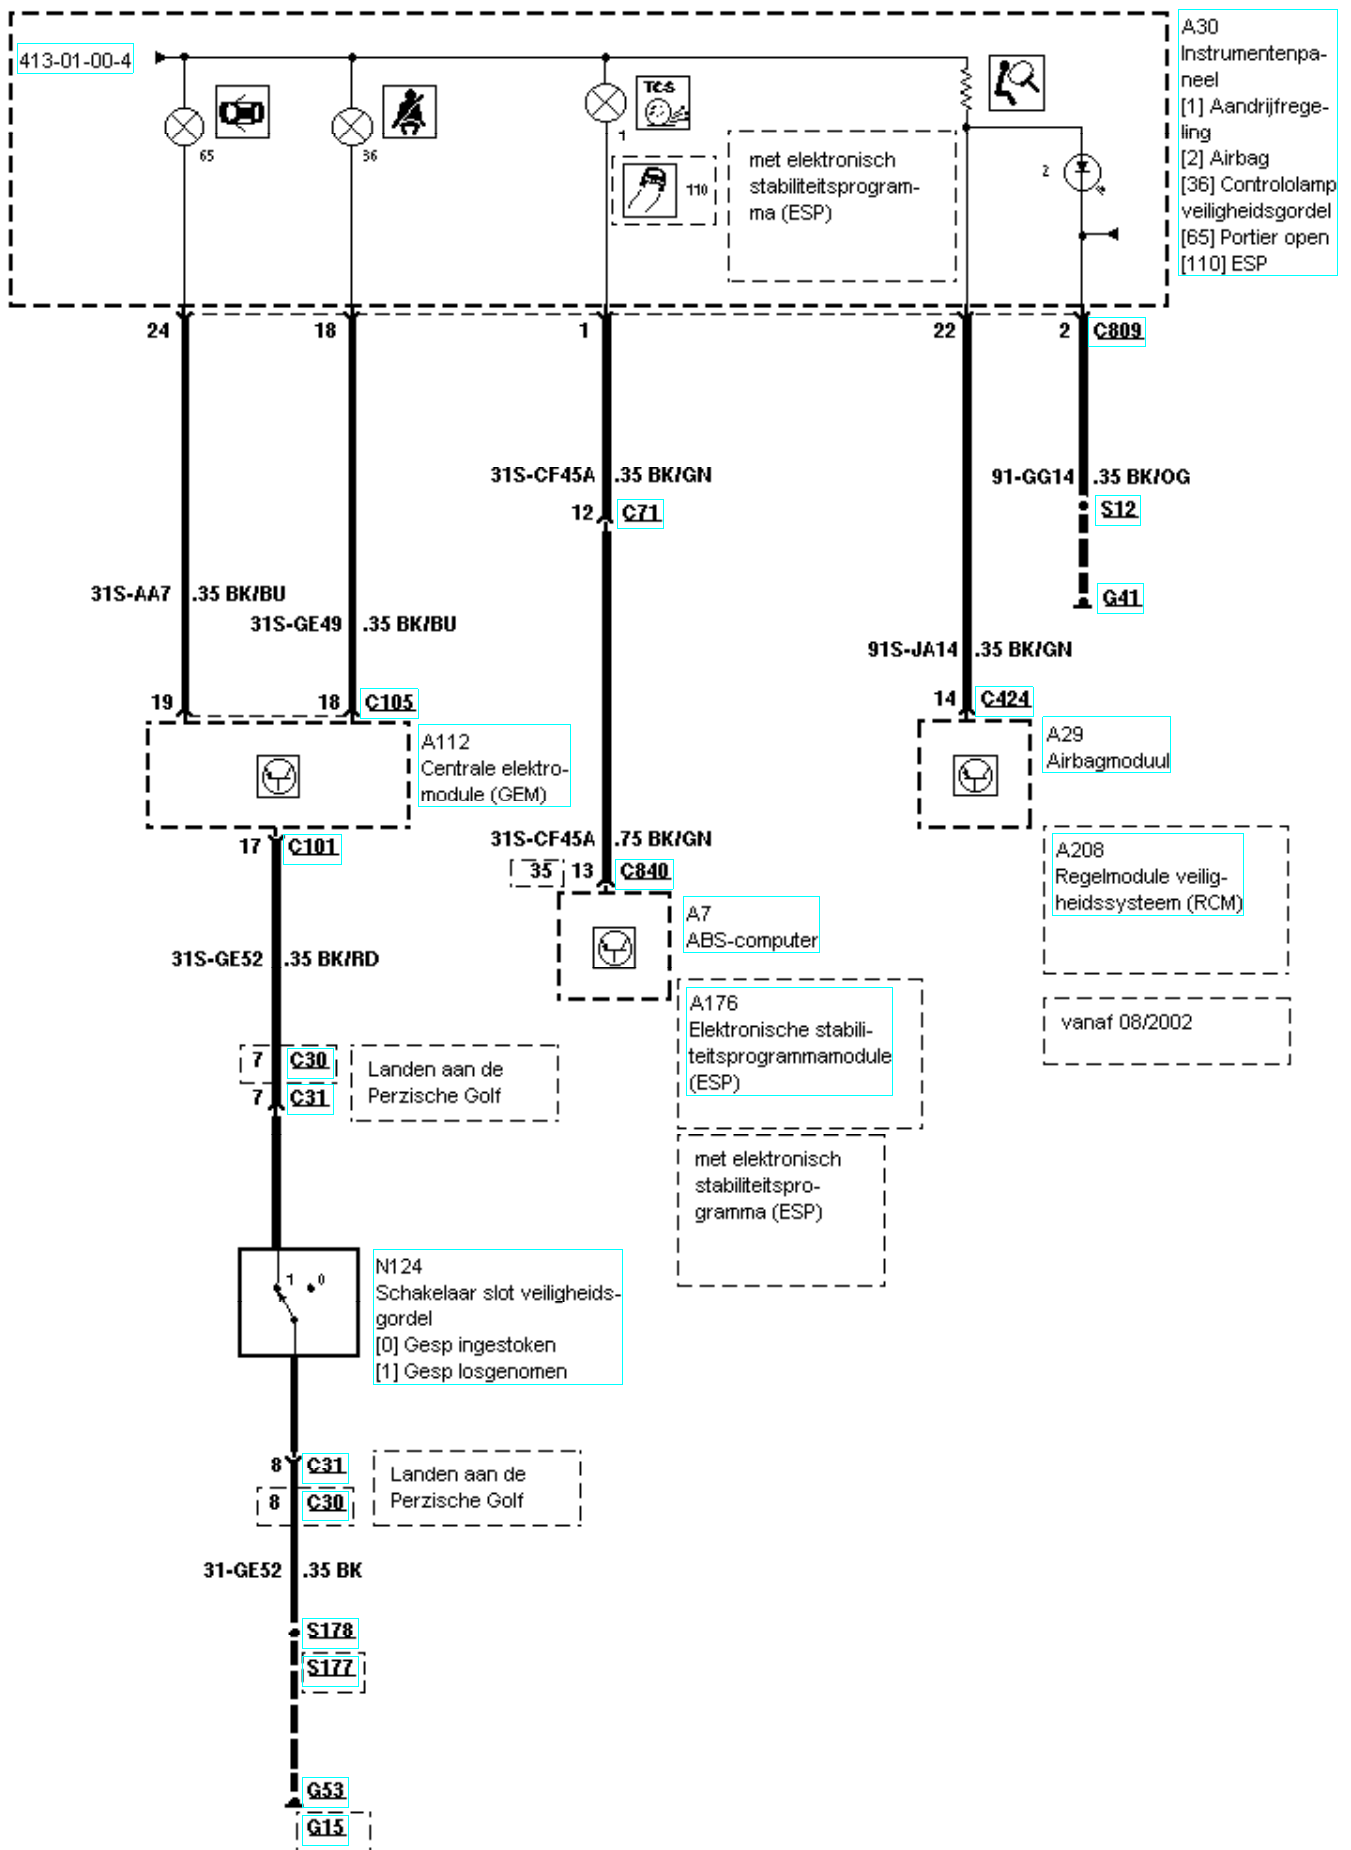 413-01-00-4
A30
Instrumentenpa-
neel
[1] Aandrijfrege-
ling
[2] Airbag
[36] Contrololamp
veiligheidsgordel
[65] Portier open
[110] ESP
65
36
TCS
1
110
met elektronisch
stabiliteitsprogram-
ma (ESP)
2
24
18
1
22
2
C809
31S-CF45A
.35 BK/GN
91-GG14
.35 BK/OG
12
C71
S12
31S-AA7
.35 BK/BU
G41
31S-GE49
.35 BK/BU
91S-JA14
.35 BK/GN
19
18
C105
14
C424
A112
Centrale elektro-
module (GEM)
A29
Airbagmoduul
17
C101
31S-CF45A
.75 BK/GN
35
13
C840
A208
Regelmodule veilig-
heidssysteem (RCM)
A7
ABS-computer
31S-GE52
.35 BK/RD
A176
Elektronische stabili-
teitsprogrammamodule
(ESP)
vanaf 08/2002
7
C30
7
C31
Landen aan de
Perzische Golf
met elektronisch
stabiliteitspro-
gramma (ESP)
1
0
N124
Schakelaar slot veiligheids-
gordel
[0] Gesp ingestoken
[1] Gesp losgenomen
8
C31
8
C30
Landen aan de
Perzische Golf
31-GE52
.35 BK
S178
S177
G53
G15